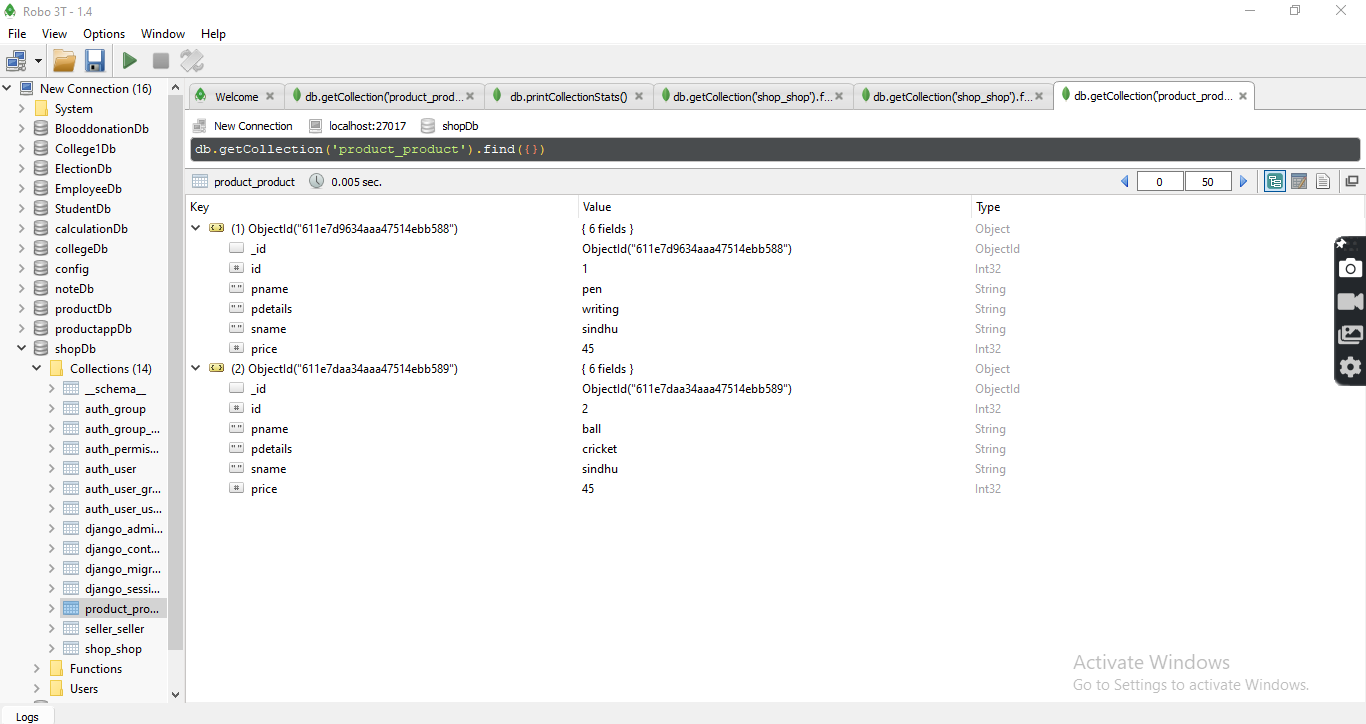 Robo 3T - 1.4
File View Options Window Help
New Connection (16)
System
BlooddonationDb
College1Db
ElectionDb
EmployeeDb
StudentDb
calculationDb
collegeDb
config
noteDb
productDb
productappDb
shopDb
Collections (14)
__schema__
auth_group
auth_group_...
auth_permis...
auth_user
auth_user_gr...
auth_user_us...
django_admi...
django_cont...
django_migr...
django_sessi...
product_pro...
seller_seller
shop_shop
Functions
Users
Logs
Welcome db.getCollection('product_prod... db.printCollectionStats() db.getCollection('shop_shop').f... db.getCollection('shop_shop').f... db.getCollection('product_prod...
New Connection localhost:27017 shopDb
db.getCollection('product_product').find({})
product_product 0.005 sec. 0 50
Key Value Type
(1) ObjectId("611e7d9634aaa47514ebb588") { 6 fields } Object
_id ObjectId("611e7d9634aaa47514ebb588") ObjectId
id 1 Int32
pname pen String
pdetails writing String
sname sindhu String
price 45 Int32
(2) ObjectId("611e7daa34aaa47514ebb589") { 6 fields } Object
_id ObjectId("611e7daa34aaa47514ebb589") ObjectId
id 2 Int32
pname ball String
pdetails cricket String
sname sindhu String
price 45 Int32
Activate Windows
Go to Settings to activate Windows.